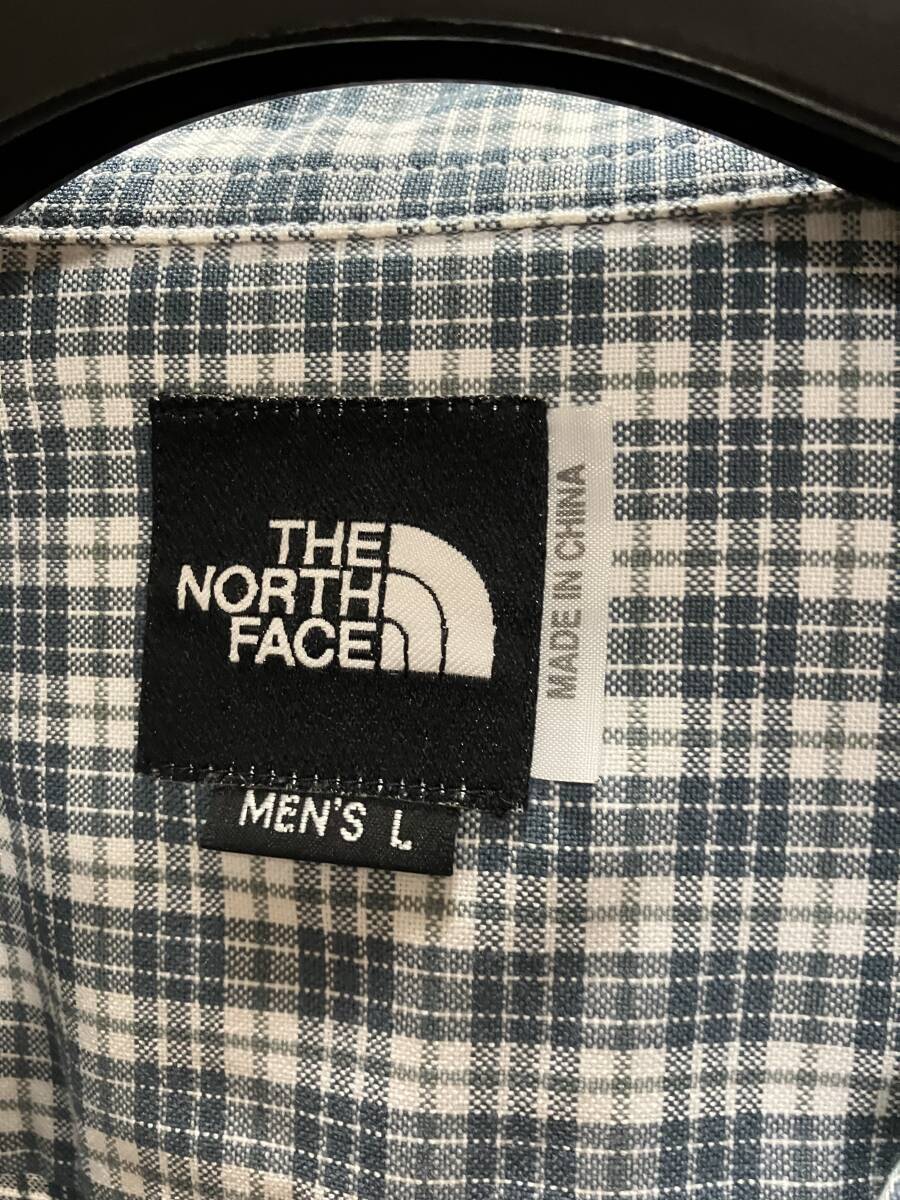 THE
NORTH
FACE
MADE IN CHINA
MEN'S L